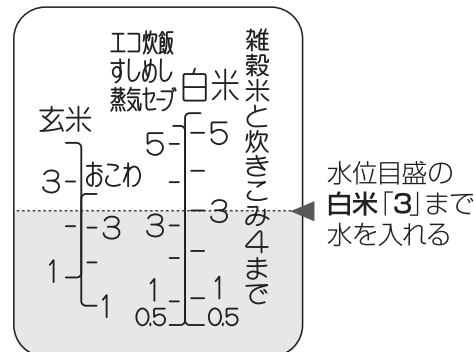 エコ炊飯
すしめし
蒸気セーブ
白米
雑穀米と炊きこみ4まで
玄米
おこわ
5
5
3
3
3
3
1
1
1
1
0.5
0.5
水位目盛の
白米「3」まで
水を入れる